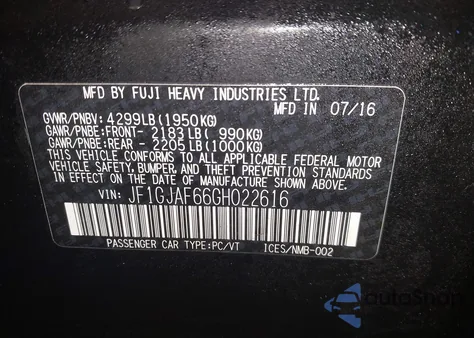 MFD BY FUJI HEAVY INDUSTRIES LTD.
MFD IN 07/16
GVWR/PNBV: 4299LB(1950KG)
GAWR/PNBE:FRONT- 2183LB( 990KG)
GAWR/PNBE:REAR - 2205LB(1000KG)
THIS VEHICLE CONFORMS TO ALL APPLICABLE FEDERAL MOTOR
VEHICLE SAFETY, BUMPER, AND THEFT PREVENTION STANDARDS
IN EFFECT ON THE DATE OF MANUFACTURE SHOWN ABOVE.
VIN: JF1GJAF66GH022616
PASSENGER CAR TYPE:PC/VT ICES/NMB-002
AutoSnap